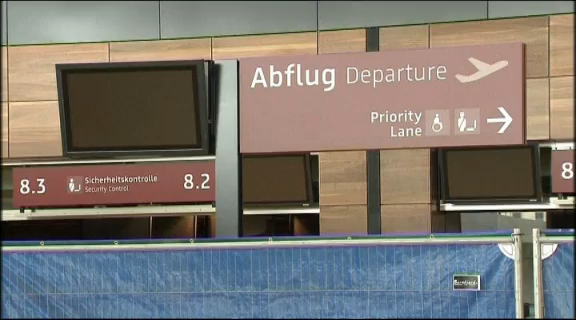 Abflug Departure
Priority
Lane
8.3
Sicherheitskontrolle
Security Control
8.2
8